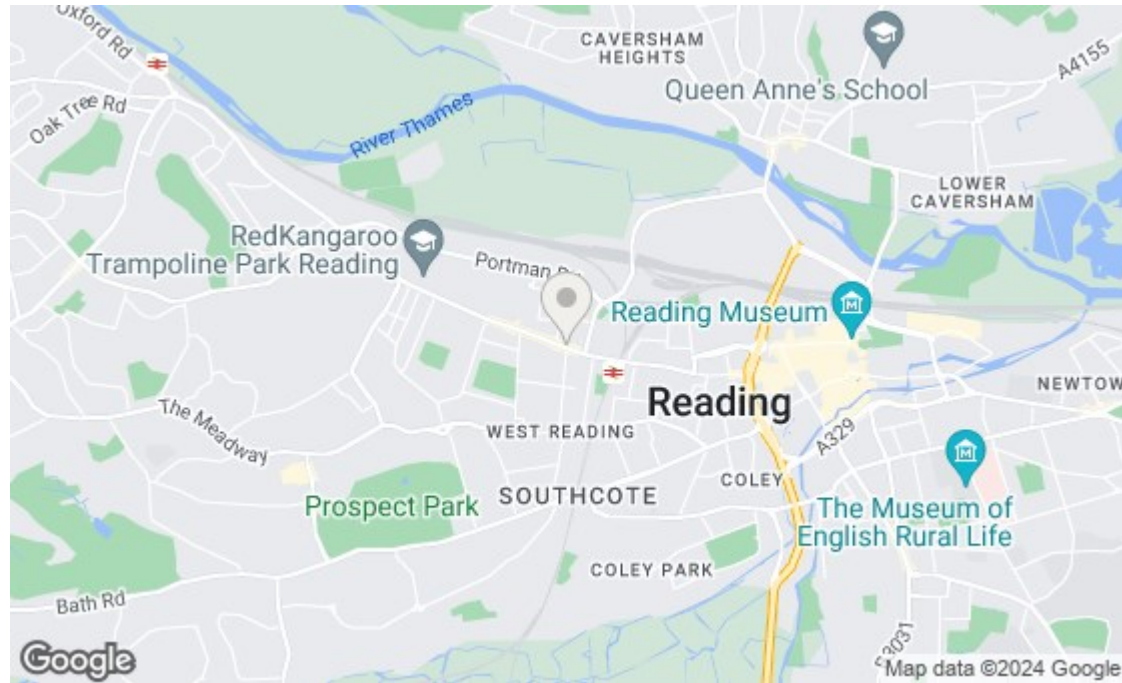 Oxford Rd
CAVERSHAM
HEIGHTS
A4155
Queen Anne's School
Oak Tree Rd
River Thames
LOWER
CAVERSHAM
RedKangaroo
Trampoline Park Reading
Portman
Reading Museum
Reading
NEWTOW
The Meadway
WEST READING
A329
COLEY
Prospect Park
SOUTHCOTE
The Museum of
English Rural Life
COLEY PARK
Bath Rd
Google
Map data ©2024 Google